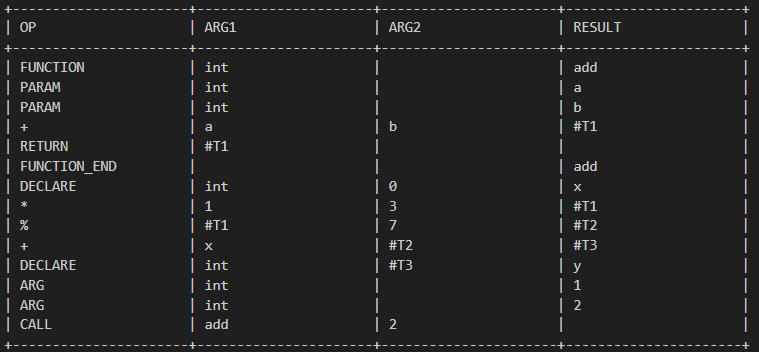 +----------------------+----------------------+----------------------+----------------------+
| OP                   | ARG1                 | ARG2                 | RESULT               |
+----------------------+----------------------+----------------------+----------------------+
| FUNCTION             | int                  |                      | add                  |
| PARAM                | int                  |                      | a                    |
| PARAM                | int                  |                      | b                    |
| +                    | a                    | b                    | #T1                  |
| RETURN               | #T1                  |                      |                      |
| FUNCTION_END         |                      |                      | add                  |
| DECLARE              | int                  | 0                    | x                    |
| *                    | 1                    | 3                    | #T1                  |
| %                    | #T1                  | 7                    | #T2                  |
| +                    | x                    | #T2                  | #T3                  |
| DECLARE              | int                  | #T3                  | y                    |
| ARG                  | int                  |                      | 1                    |
| ARG                  | int                  |                      | 2                    |
| CALL                 | add                  | 2                    |                      |
+----------------------+----------------------+----------------------+----------------------+